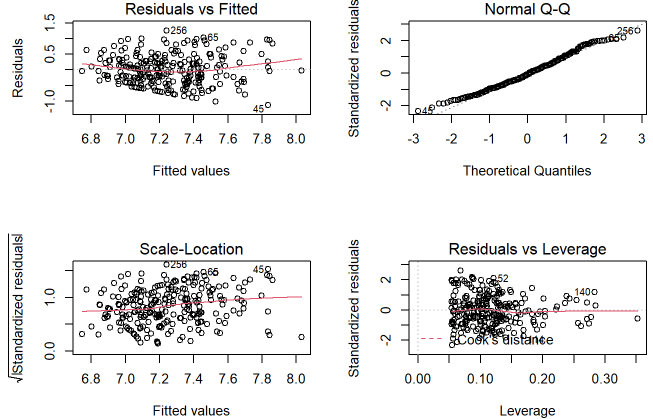 Residuals vs Fitted
Residuals
-1.0
0.5
1.5
256
65
45
6.8 7.0 7.2 7.4 7.6 7.8 8.0
Fitted values
Normal Q-Q
Standardized residuals
-2
0
2
256
45
-3 -2 -1 0 1 2 3
Theoretical Quantiles
Scale-Location
√|Standardized residuals|
0.0
1.0
256
65
45
6.8 7.0 7.2 7.4 7.6 7.8 8.0
Fitted values
Residuals vs Leverage
Standardized residuals
-2
0
2
52
140
Cook's distance
0.00 0.10 0.20 0.30
Leverage